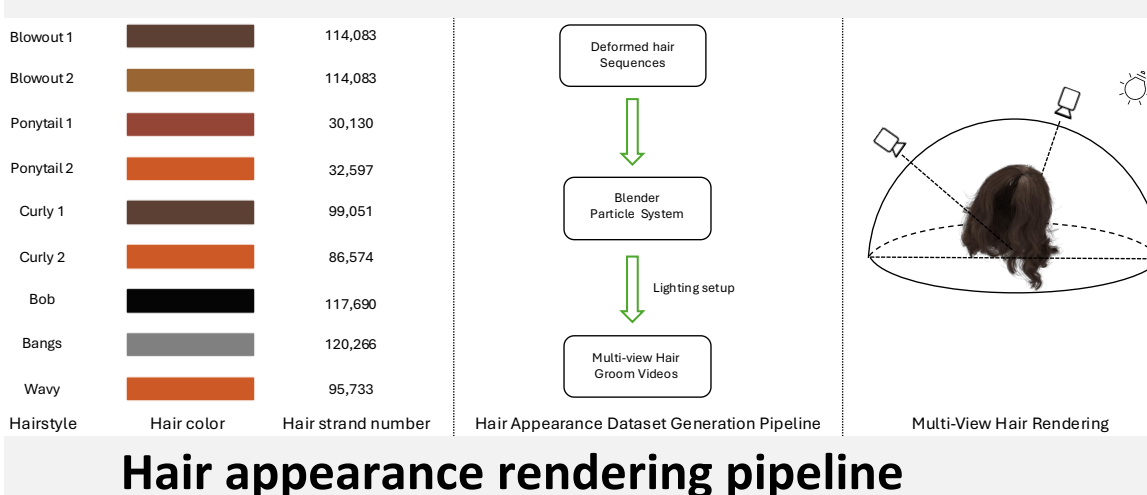 Blowout 1 114,083
Blowout 2 114,083
Ponytail 1 30,130
Ponytail 2 32,597
Curly 1 99,051
Curly 2 86,574
Bob 117,690
Bangs 120,266
Wavy 95,733
Hairstyle Hair color Hair strand number
Deformed hair
Sequences
Blender
Particle System
Lighting setup
Multi-view Hair
Groom Videos
Hair Appearance Dataset Generation Pipeline
Multi-View Hair Rendering
Hair appearance rendering pipeline